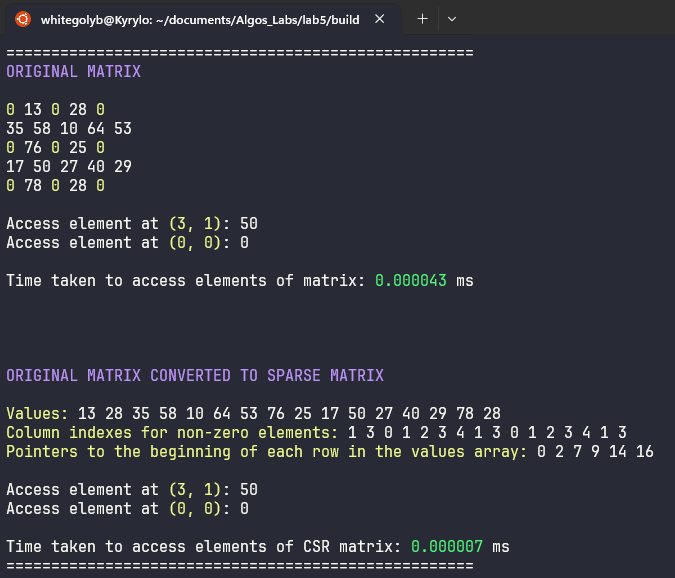 whitegolyb@Kyrylo: ~/documents/Algos_Labs/lab5/build
====================================================
ORIGINAL MATRIX
0 13 0 28 0
35 58 10 64 53
0 76 0 25 0
17 50 27 40 29
0 78 0 28 0
Access element at (3, 1): 50
Access element at (0, 0): 0
Time taken to access elements of matrix: 0.000043 ms
ORIGINAL MATRIX CONVERTED TO SPARSE MATRIX
Values: 13 28 35 58 10 64 53 76 25 17 50 27 40 29 78 28
Column indexes for non-zero elements: 1 3 0 1 2 3 4 1 3 0 1 2 3 4 1 3
Pointers to the beginning of each row in the values array: 0 2 7 9 14 16
Access element at (3, 1): 50
Access element at (0, 0): 0
Time taken to access elements of CSR matrix: 0.000007 ms
====================================================